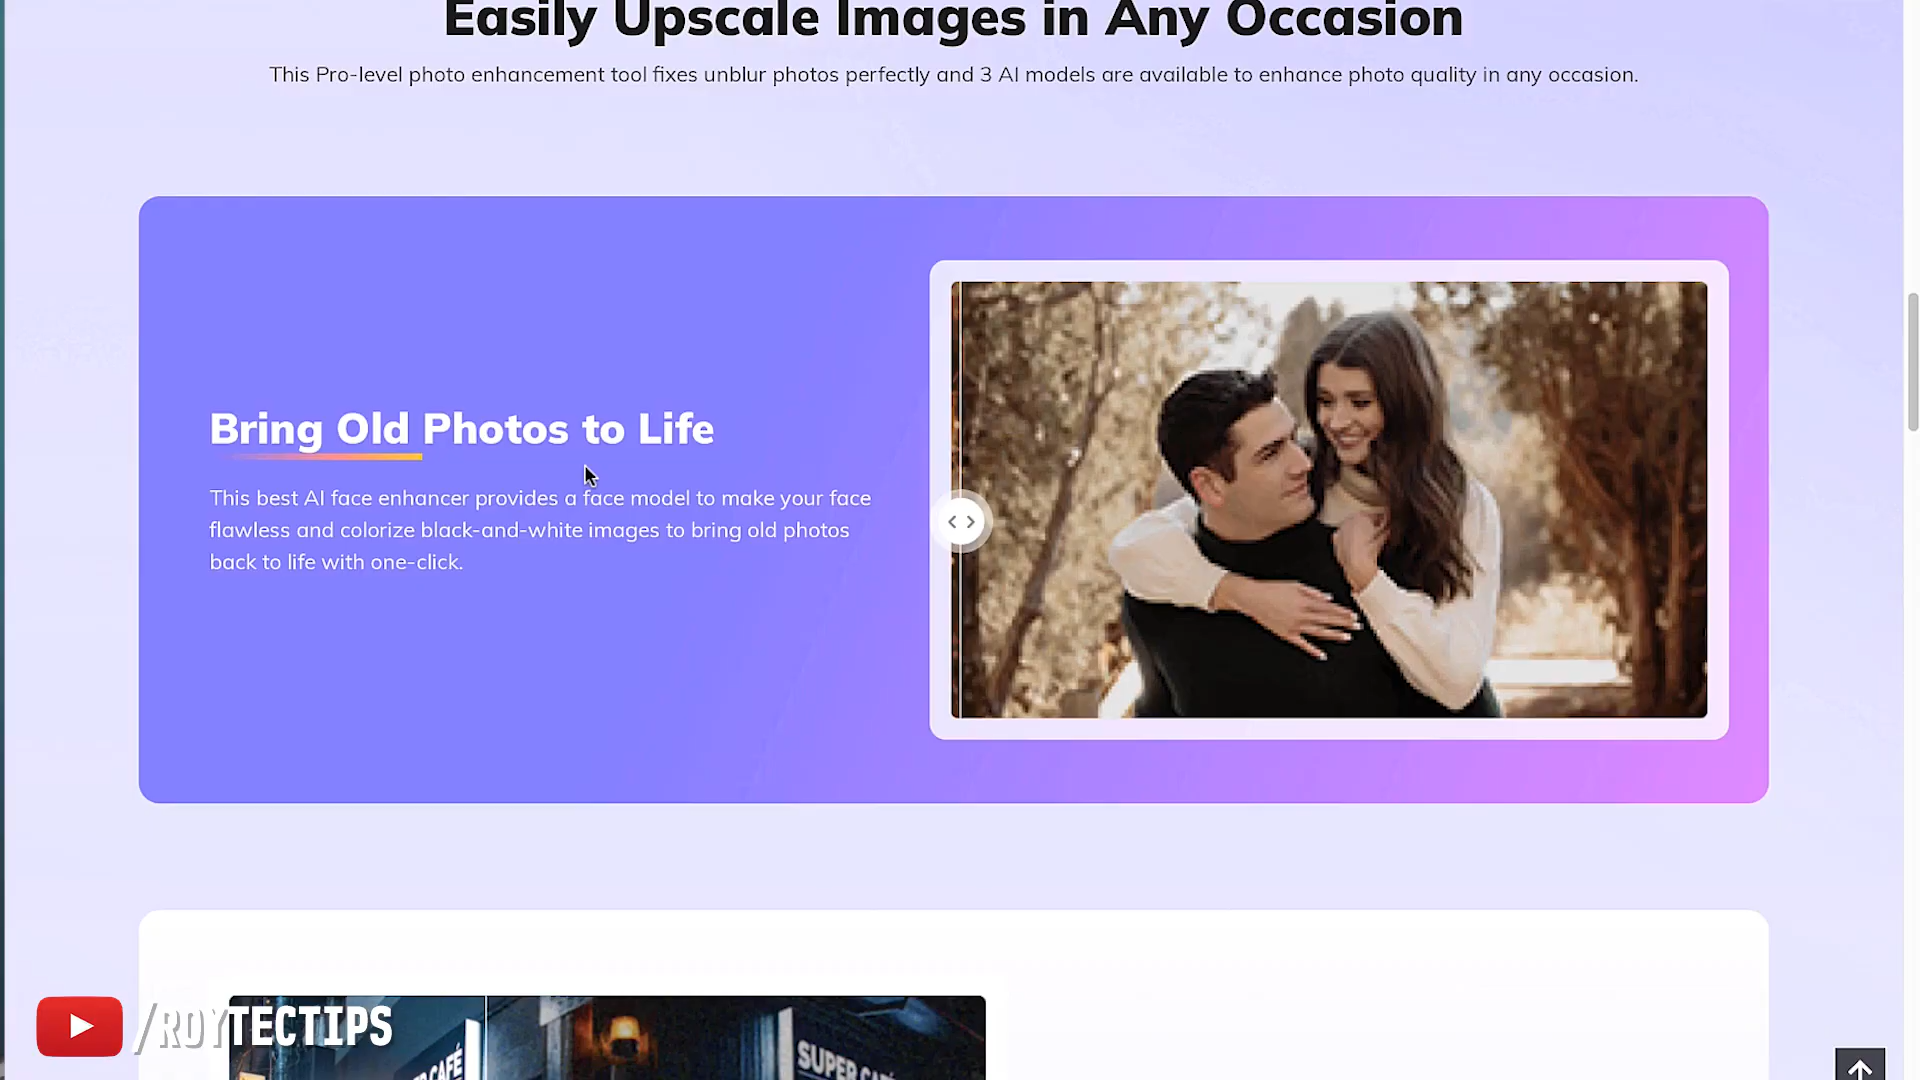 Easily Upscale Images in Any Occasion
This Pro-level photo enhancement tool fixes unblur photos perfectly and 3 AI models are available to enhance photo quality in any occasion.
Bring Old Photos to Life
This best AI face enhancer provides a face model to make your face
flawless and colorize black-and-white images to bring old photos
back to life with one-click.
/ROYTECTIPS
CAFÉ
SUPER CAFÉ